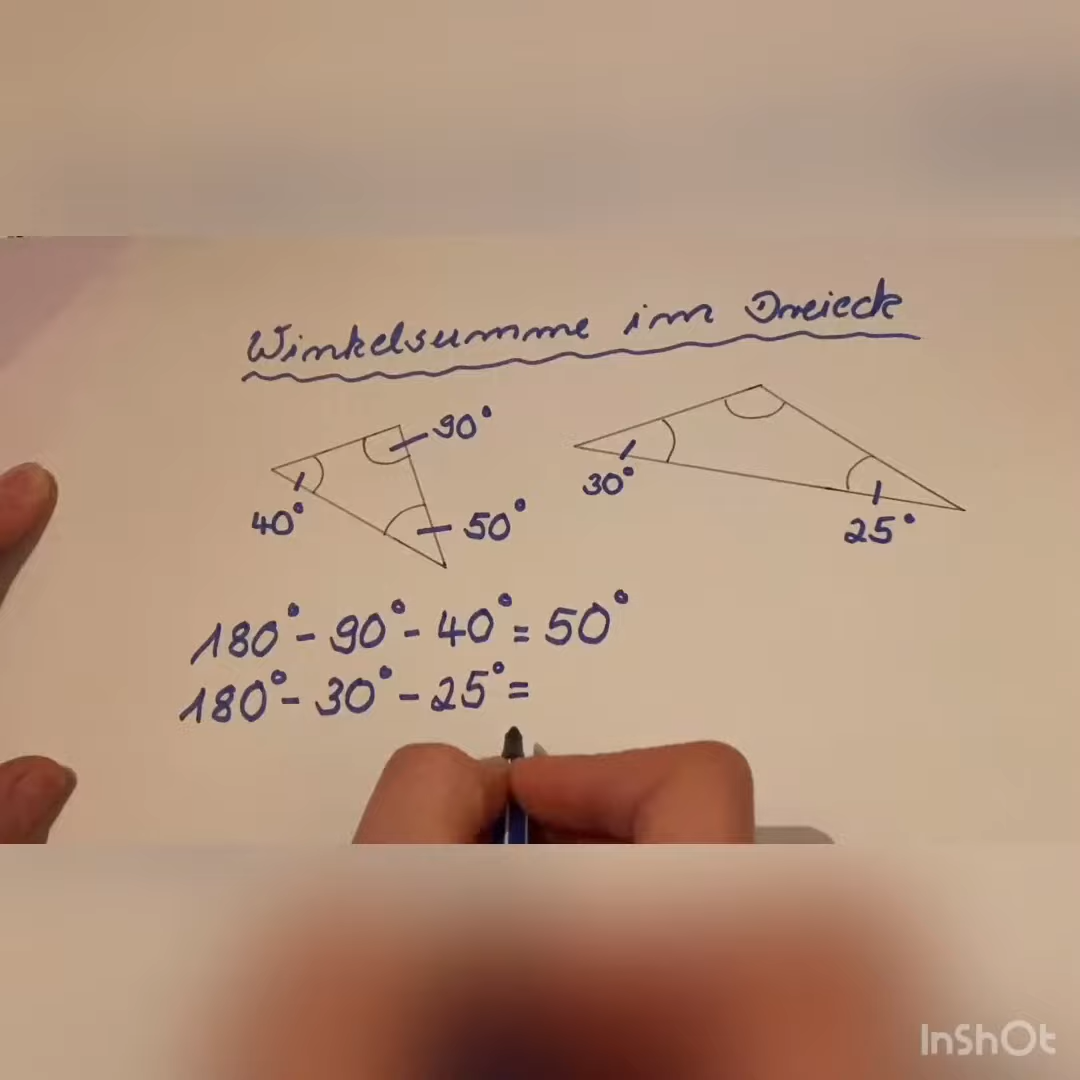 Winkelsumme im Dreieck
90°
40°
50°
30°
25°
180° - 90° - 40° = 50°
180° - 30° - 25° =
InShOt